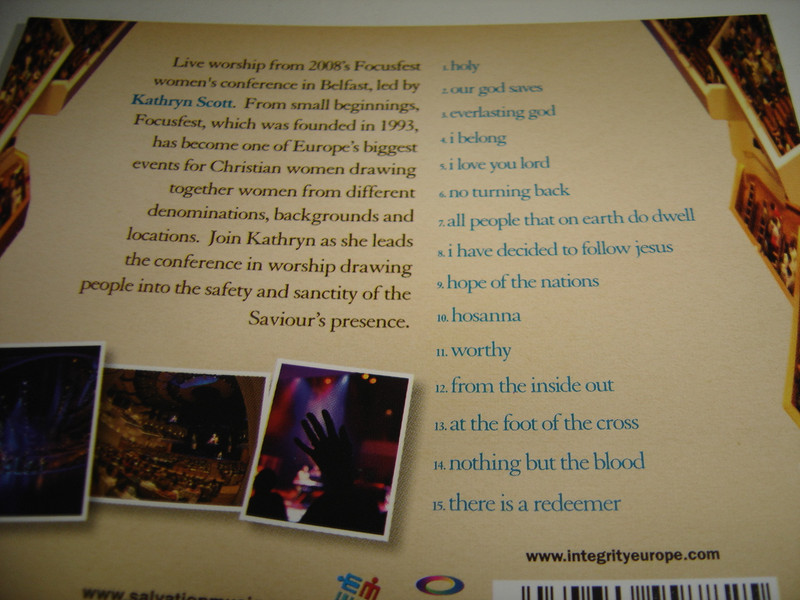 Live worship from 2008's Focusfest
women's conference in Belfast, led by
Kathryn Scott. From small beginnings,
Focusfest, which was founded in 1993,
has become one of Europe's biggest
events for Christian women drawing
together women from different
denominations, backgrounds and
locations. Join Kathryn as she leads
the conference in worship drawing
people into the safety and sanctity of the
Saviour's presence.
1. holy
2. our god saves
3. everlasting god
4. i belong
5. i love you lord
6. no turning back
7. all people that on earth do dwell
8. i have decided to follow jesus
9. hope of the nations
10. hosanna
11. worthy
12. from the inside out
13. at the foot of the cross
14. nothing but the blood
15. there is a redeemer
www.integrityeurope.com